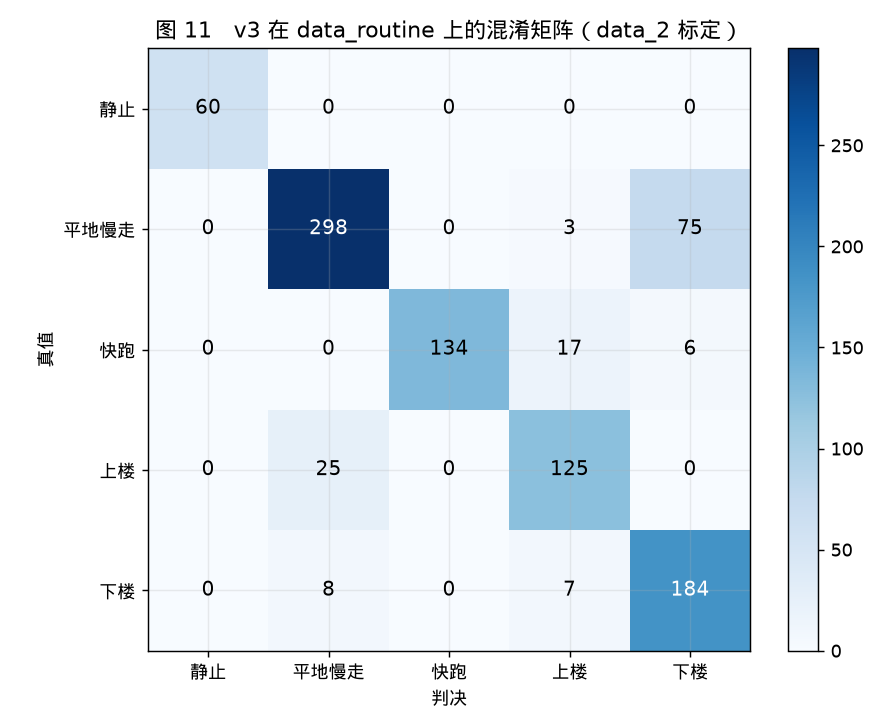 图 11　v3 在 data_routine 上的混淆矩阵（data_2 标定）
静止 60 0 0 0 0
平地慢走 0 298 0 3 75
快跑 0 0 134 17 6
上楼 0 25 0 125 0
下楼 0 8 0 7 184
真值
静止 平地慢走 快跑 上楼 下楼
判决
250
200
150
100
50
0